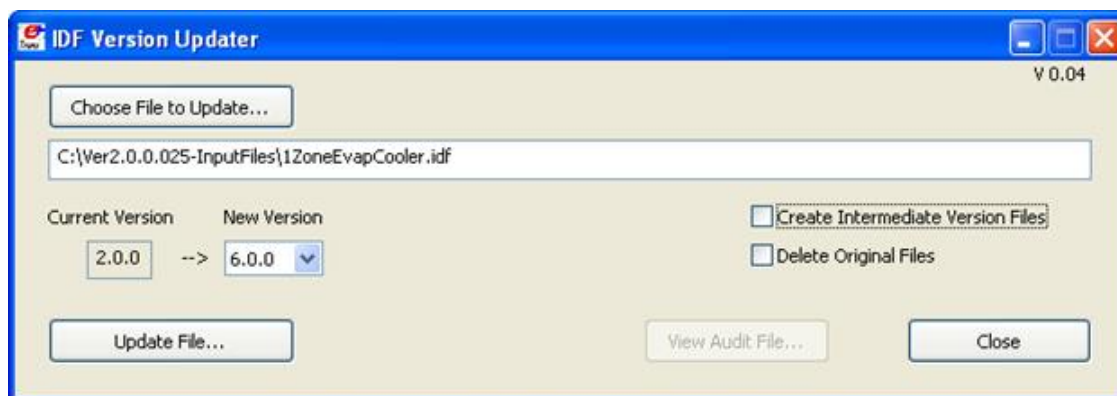 IDF Version Updater
V 0.04
Choose File to Update...
C:\Ver2.0.0.025-InputFiles\1ZoneEvapCooler.idf
Current Version New Version
Create Intermediate Version Files
2.0.0 --> 6.0.0
Delete Original Files
Update File... View Audit File... Close